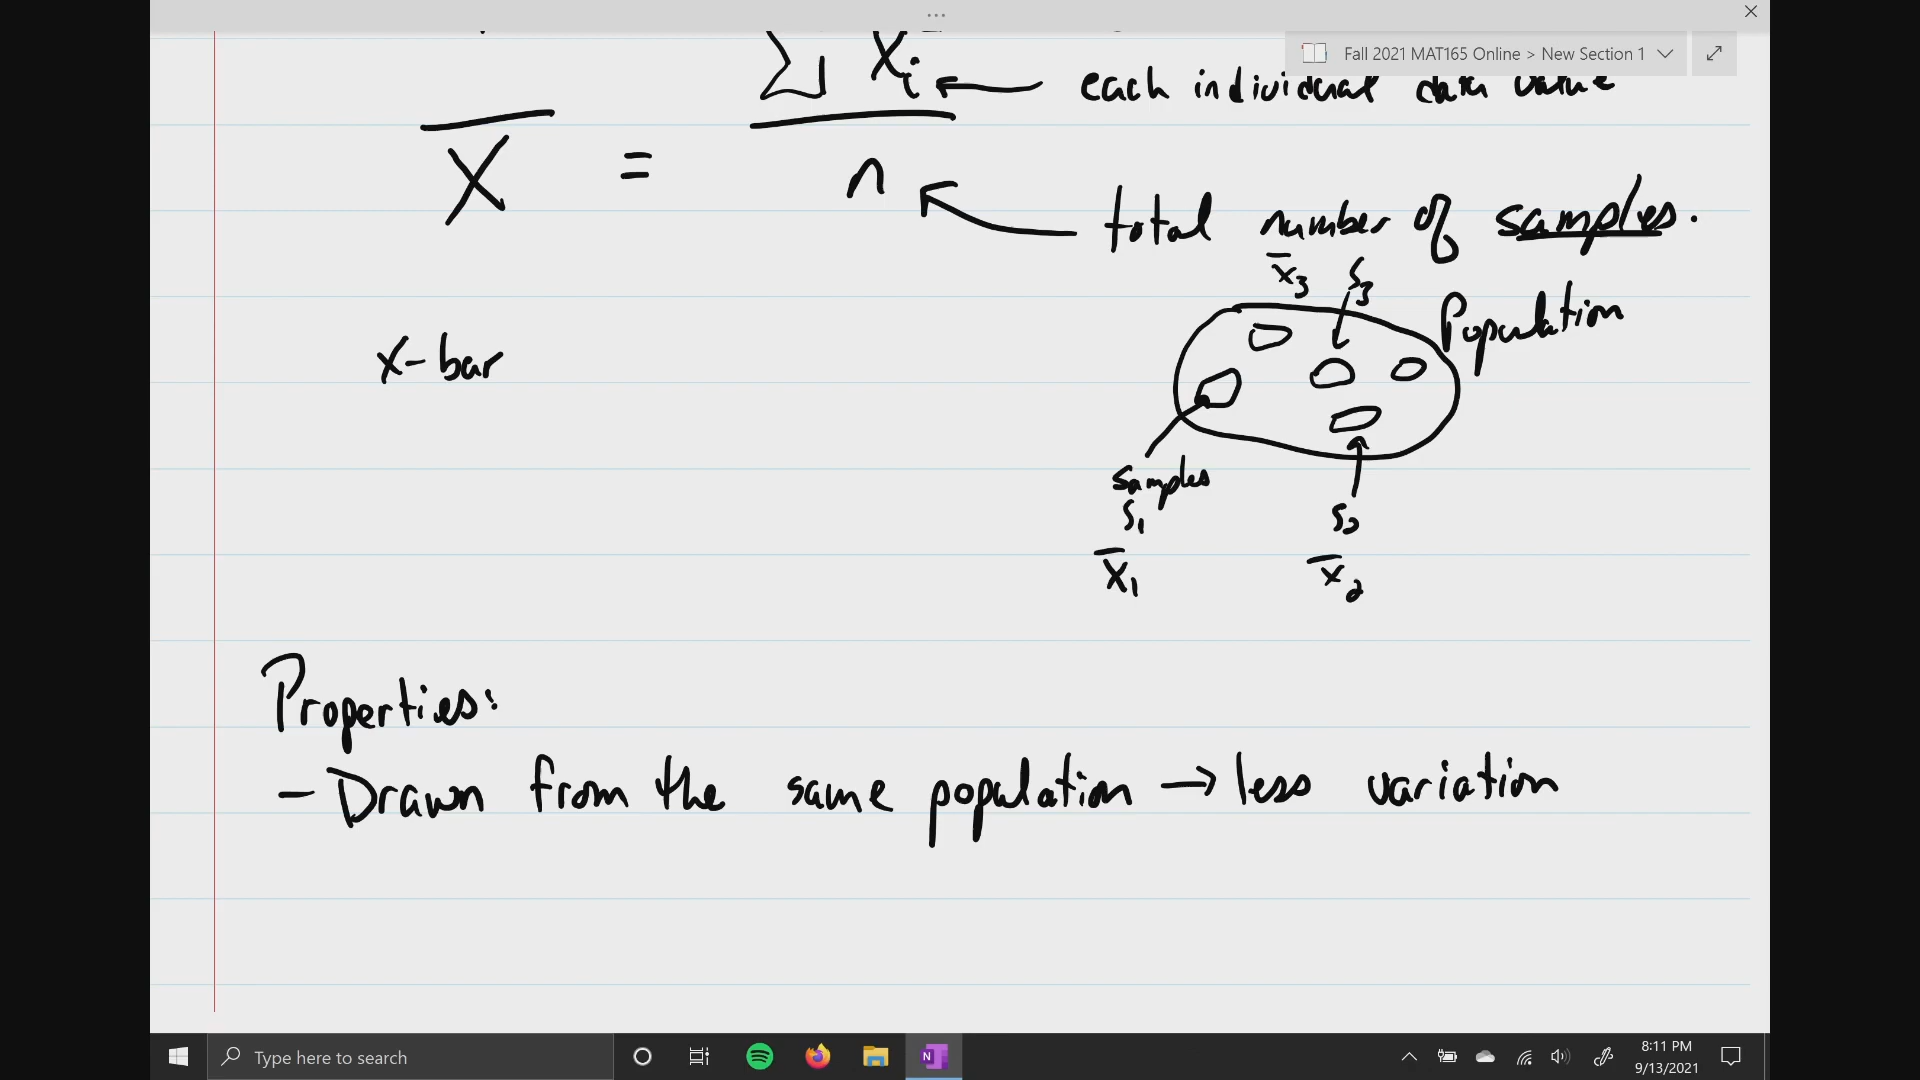 Fall 2021 MAT165 Online > New Section 1
∑ Xi ← each individual data value
X̄ = n ← total number of samples.
x̄3 S3
Population
X-bar
samples
S1 S2
x̄1 x̄2
Properties:
- Drawn from the same population → less variation
Type here to search
8:11 PM
9/13/2021